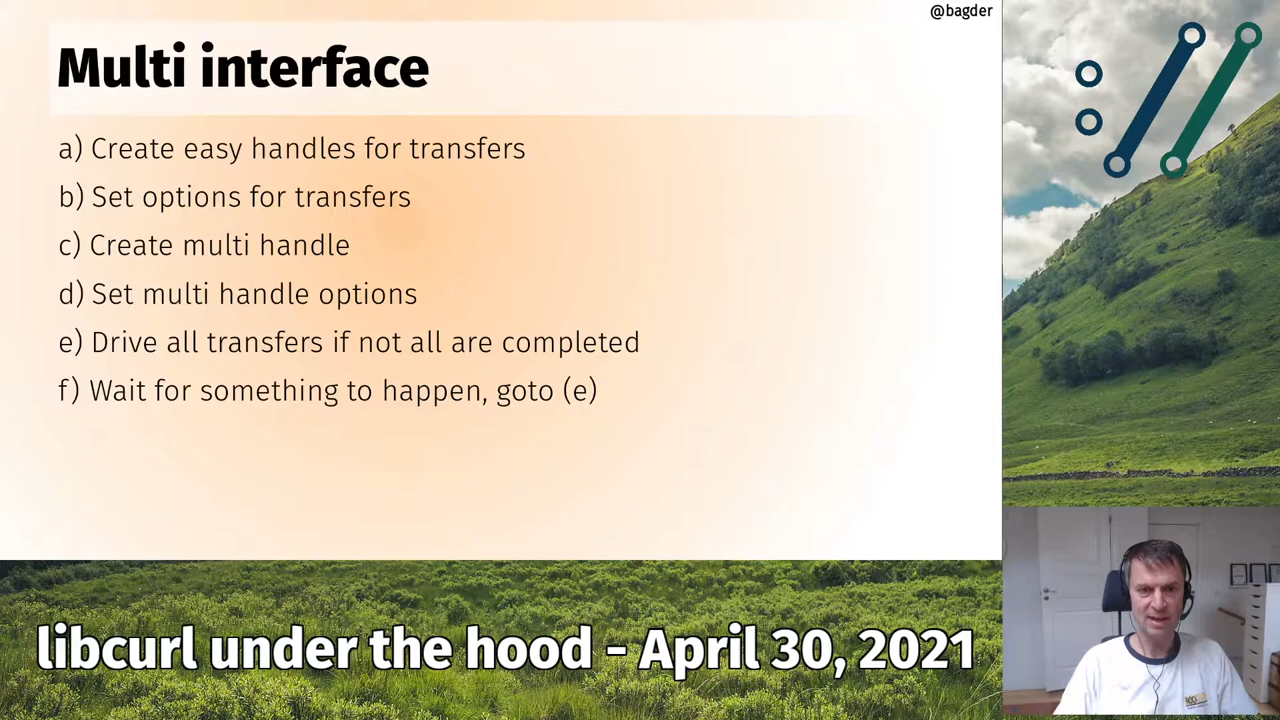 @bagder
Multi interface
a) Create easy handles for transfers
b) Set options for transfers
c) Create multi handle
d) Set multi handle options
e) Drive all transfers if not all are completed
f) Wait for something to happen, goto (e)
libcurl under the hood - April 30, 2021